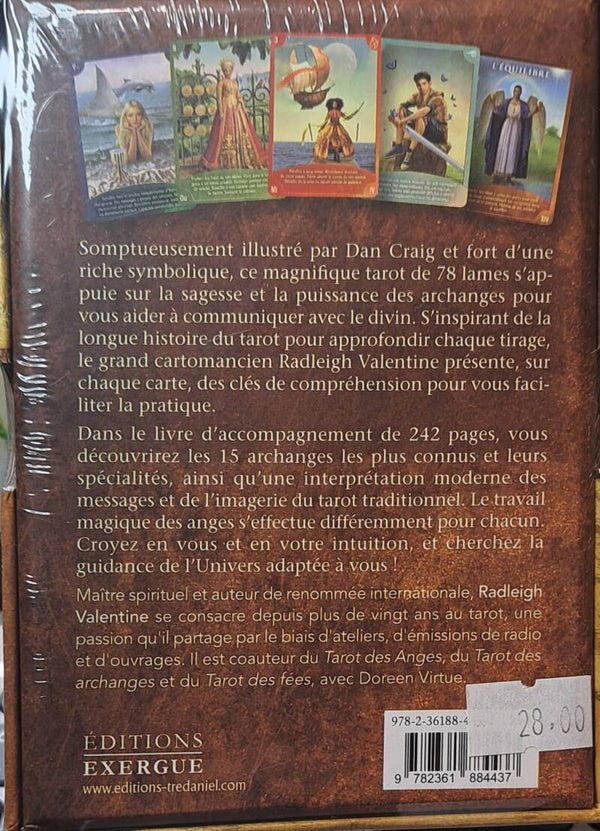 L'ÉQUILIBRE
3
VI
IV
XIV
Somptueusement illustré par Dan Craig et fort d'une
riche symbolique, ce magnifique tarot de 78 lames s'ap-
puie sur la sagesse et la puissance des archanges pour
vous aider à communiquer avec le divin. S'inspirant de la
longue histoire du tarot pour approfondir chaque tirage,
le grand cartomancien Radleigh Valentine présente, sur
chaque carte, des clés de compréhension pour vous faci-
liter la pratique.
Dans le livre d'accompagnement de 242 pages, vous
découvrirez les 15 archanges les plus connus et leurs
spécialités, ainsi qu'une interprétation moderne des
messages et de l'imagerie du tarot traditionnel. Le travail
magique des anges s'effectue différemment pour chacun.
Croyez en vous et en votre intuition, et cherchez la
guidance de l'Univers adaptée à vous !
Maître spirituel et auteur de renommée internationale, Radleigh
Valentine se consacre depuis plus de vingt ans au tarot, une
passion qu'il partage par le biais d'ateliers, d'émissions de radio
et d'ouvrages. Il est coauteur du Tarot des Anges, du Tarot des
archanges et du Tarot des fées, avec Doreen Virtue.
28.00
978-2-36188-4
ÉDITIONS
EXERGUE
www.editions-tredaniel.com
9 782361 884437